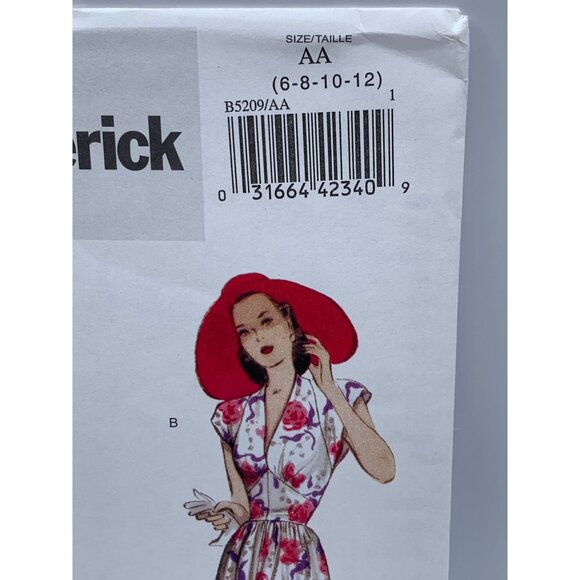 SIZE/TAILLE
AA
(6-8-10-12)
B5209/AA 1
0 31664 42340 9
erick
B